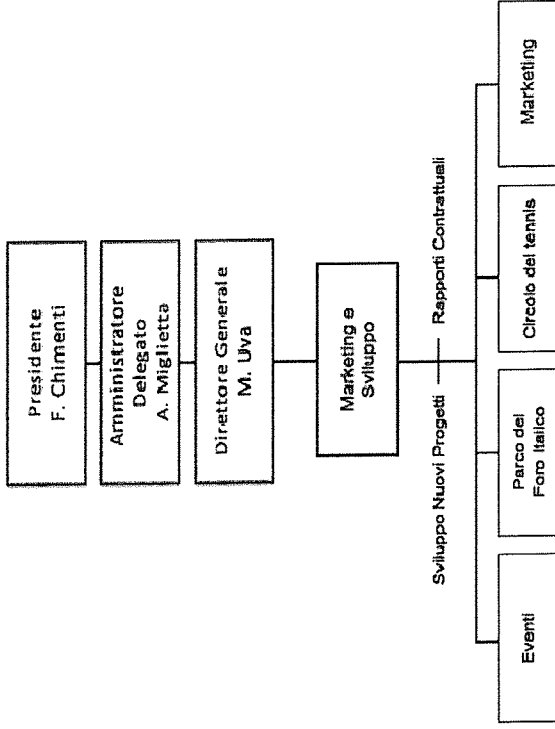 Presidente
F. Chimenti
Amministratore
Delegato
A. Miglietta
Direttore Generale
M. Uva
Marketing e
Sviluppo
Sviluppo Nuovi Progetti
Rapporti Contrattuali
Eventi
Parco del
Foro Italico
Circolo del tennis
Marketing